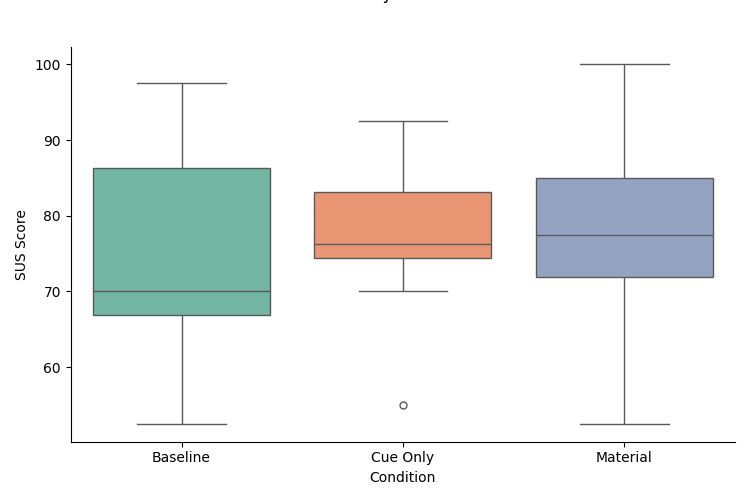 100
90
80
70
60
SUS Score
Baseline
Cue Only
Material
Condition